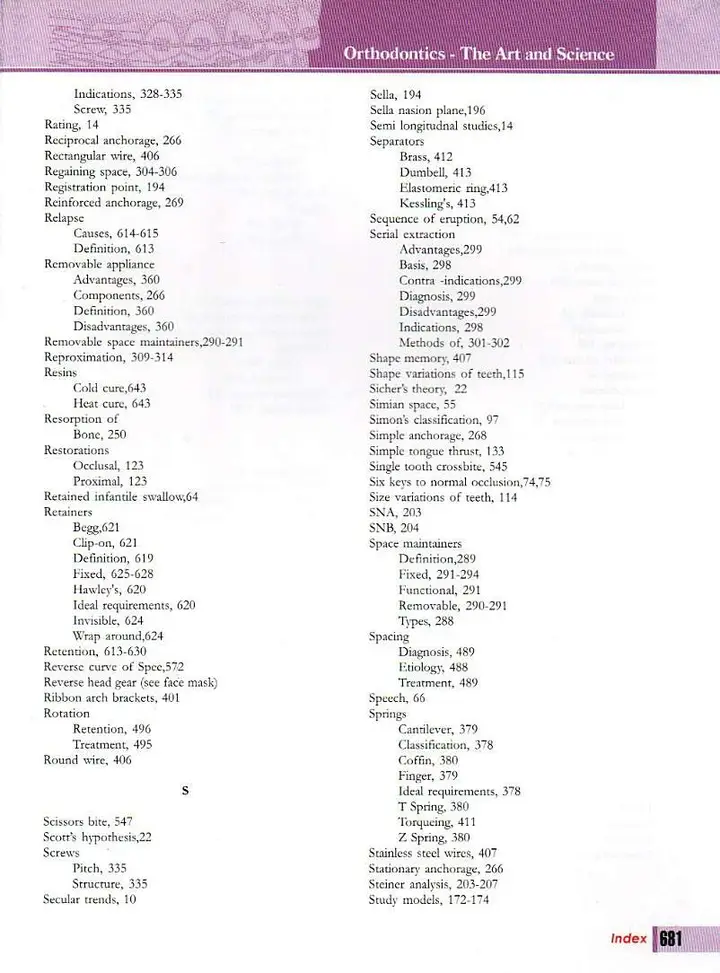 Orthodontics - The Art and Science
Indications, 328-335
Screw, 335
Rating, 14
Reciprocal anchorage, 266
Rectangular wire, 406
Regaining space, 304-306
Registration point, 194
Reinforced anchorage, 269
Relapse
Causes, 614-615
Definition, 613
Removable appliance
Advantages, 360
Components, 266
Definition, 360
Disadvantages, 360
Removable space maintainers,290-291
Reproximation, 309-314
Resins
Cold cure,643
Heat cure, 643
Resorption of
Bone, 250
Restorations
Occlusal, 123
Proximal, 123
Retained infantile swallow,64
Retainers
Begg,621
Clip-on, 621
Definition, 619
Fixed, 625-628
Hawley's, 620
Ideal requirements, 620
Invisible, 624
Wrap around,624
Retention, 613-630
Reverse curve of Spee,572
Reverse head gear (see face mask)
Ribbon arch brackets, 401
Rotation
Retention, 496
Treatment, 495
Round wire, 406
S
Scissors bite, 547
Scott's hypothesis,22
Screws
Pitch, 335
Structure, 335
Secular trends, 10
Sella, 194
Sella nasion plane,196
Semi longitudnal studies,14
Separators
Brass, 412
Dumbell, 413
Elastomeric ring,413
Kessling's, 413
Sequence of eruption, 54,62
Serial extraction
Advantages,299
Basis, 298
Contra -indications,299
Diagnosis, 299
Disadvantages,299
Indications, 298
Methods of, 301-302
Shape memory, 407
Shape variations of teeth,115
Sicher's theory, 22
Simian space, 55
Simon's classification, 97
Simple anchorage, 268
Simple tongue thrust, 133
Single tooth crossbite, 545
Six keys to normal occlusion,74,75
Size variations of teeth, 114
SNA, 203
SNB, 204
Space maintainers
Definition,289
Fixed, 291-294
Functional, 291
Removable, 290-291
Types, 288
Spacing
Diagnosis, 489
Etiology, 488
Treatment, 489
Speech, 66
Springs
Cantilever, 379
Classification, 378
Coffin, 380
Finger, 379
Ideal requirements, 378
T Spring, 380
Torqueing, 411
Z Spring, 380
Stainless steel wires, 407
Stationary anchorage, 266
Steiner analysis, 203-207
Study models, 172-174
Index 681